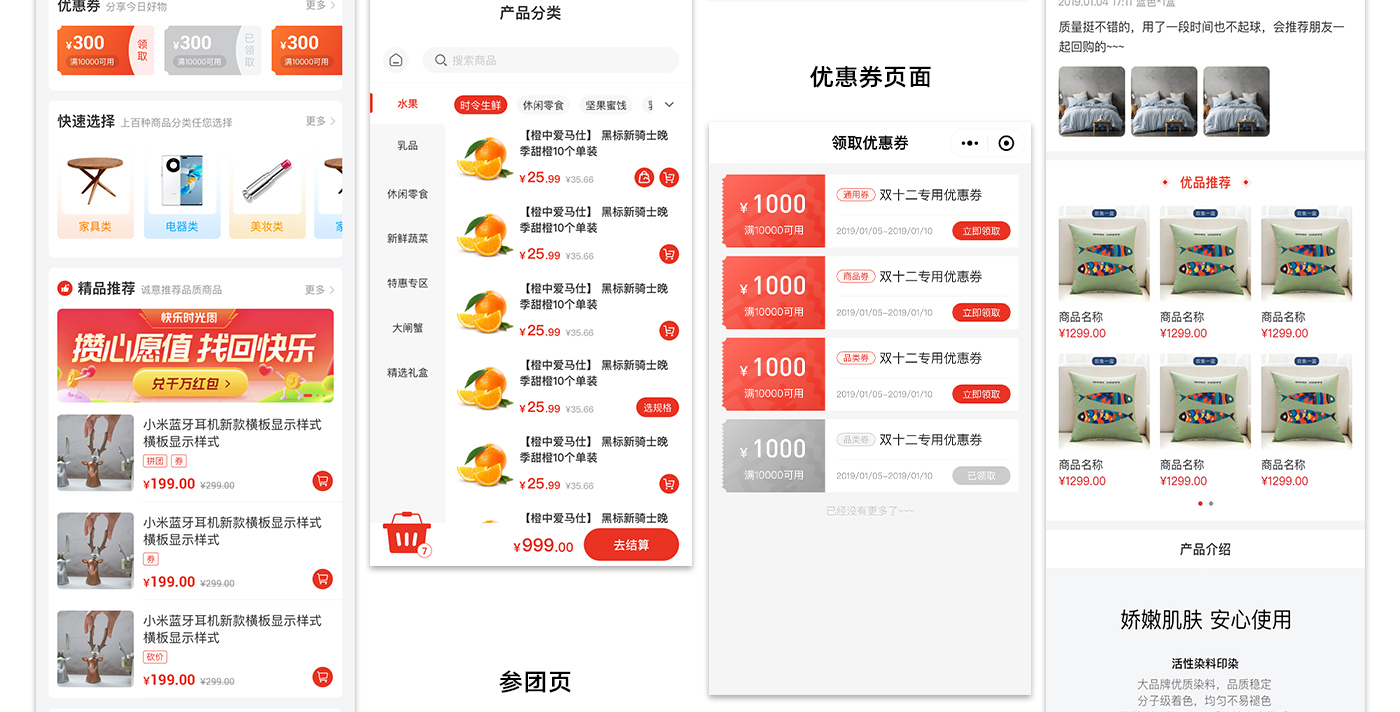 优惠券 分享今日好物 更多
¥300
满10000可用
领取
¥300
满10000可用
已领取
¥300
满10000可用
快速选择 上百种商品分类任您选择 更多
家具类
电器类
美妆类
精品推荐 诚意推荐品质商品 更多
快乐时光周
攒心愿值 找回快乐
兑千万红包
小米蓝牙耳机新款横板显示样式
横板显示样式
拼团 券
¥199.00 ¥299.00
小米蓝牙耳机新款横板显示样式
横板显示样式
券
¥199.00 ¥299.00
小米蓝牙耳机新款横板显示样式
横板显示样式
砍价
¥199.00 ¥299.00
产品分类
搜索商品
水果
乳品
休闲零食
新鲜蔬菜
特惠专区
大闸蟹
精选礼盒
时令生鲜 休闲零食 坚果蜜饯
【橙中爱马仕】 黑标新骑士晚
季甜橙10个单装
¥25.99 ¥35.66
【橙中爱马仕】 黑标新骑士晚
季甜橙10个单装
¥25.99 ¥35.66
【橙中爱马仕】 黑标新骑士晚
季甜橙10个单装
¥25.99 ¥35.66
【橙中爱马仕】 黑标新骑士晚
季甜橙10个单装
¥25.99 ¥35.66
选规格
【橙中爱马仕】 黑标新骑士晚
季甜橙10个单装
¥25.99 ¥35.66
【橙中爱马仕】 黑标新骑士晚
7
¥999.00 去结算
参团页
优惠券页面
领取优惠券
¥ 1000
满10000可用
通用券 双十二专用优惠券
2019/01/05-2019/01/10 立即领取
¥ 1000
满10000可用
商品券 双十二专用优惠券
2019/01/05-2019/01/10 立即领取
¥ 1000
满10000可用
品类券 双十二专用优惠券
2019/01/05-2019/01/10 立即领取
¥ 1000
满10000可用
品类券 双十二专用优惠券
2019/01/05-2019/01/10 已领取
已经没有更多了~~~
2019.01.04 17:11 蓝色*1盒
质量挺不错的，用了一段时间也不起球，会推荐朋友一
起回购的~~~
优品推荐
商品名称
¥1299.00
商品名称
¥1299.00
商品名称
¥1299.00
商品名称
¥1299.00
商品名称
¥1299.00
商品名称
¥1299.00
产品介绍
娇嫩肌肤 安心使用
活性染料印染
大品牌优质染料，品质稳定
分子级着色，均匀不易褪色